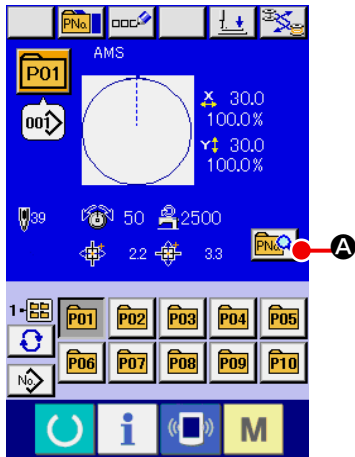 PNo.
AMS
P01
001
X 30.0
100.0%
Y 30.0
100.0%
39
50
2500
PNo.
A
2.2
3.3
1-
P01
P02
P03
P04
P05
No.
P06
P07
P08
P09
P10
i
M